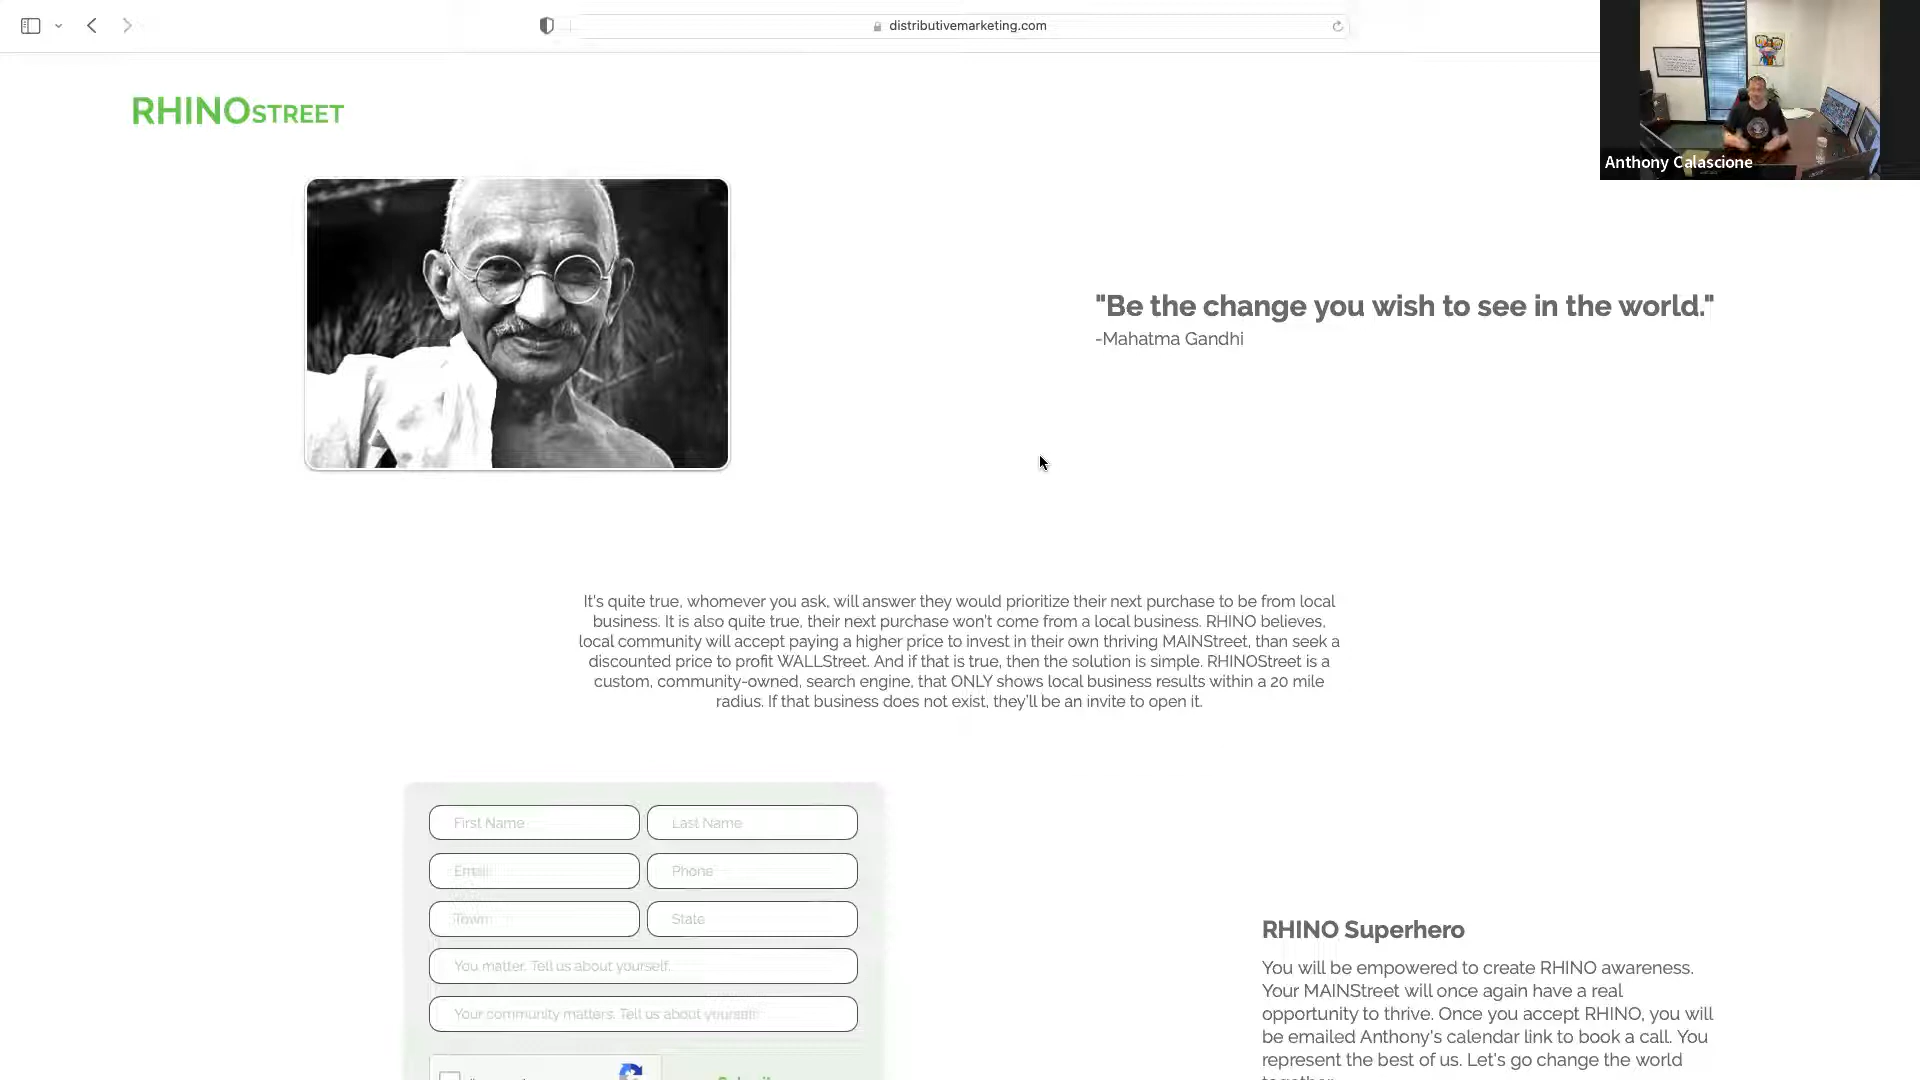 distributivemarketing.com
RHINOSTREET
Anthony Calascione
"Be the change you wish to see in the world."
-Mahatma Gandhi
It's quite true, whomever you ask, will answer they would prioritize their next purchase to be from local
business. It is also quite true, their next purchase won't come from a local business. RHINO believes,
local community will accept paying a higher price to invest in their own thriving MAINStreet, than seek a
discounted price to profit WALLStreet. And if that is true, then the solution is simple. RHINOStreet is a
custom, community-owned, search engine, that ONLY shows local business results within a 20 mile
radius. If that business does not exist, they'll be an invite to open it.
First Name
Last Name
Email
Phone
Town
State
You matter. Tell us about yourself.
Your community matters. Tell us about yourself.
RHINO Superhero
You will be empowered to create RHINO awareness.
Your MAINStreet will once again have a real
opportunity to thrive. Once you accept RHINO, you will
be emailed Anthony's calendar link to book a call. You
represent the best of us. Let's go change the world